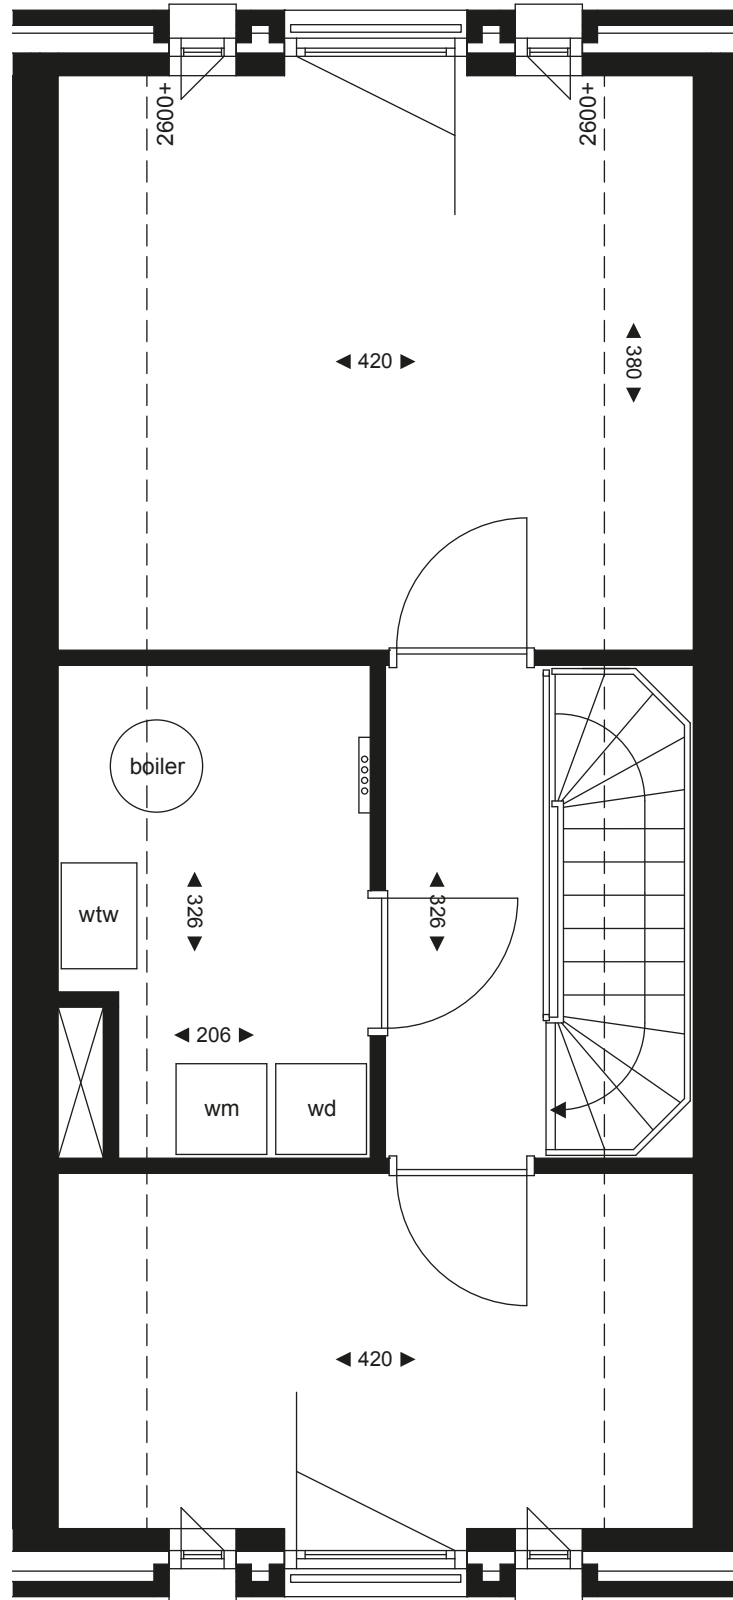 2600+
2600+
◄ 420 ►
◄ 380 ►
boiler
wtw
◄ 326 ►
◄ 326 ►
◄ 206 ►
wm
wd
◄ 420 ►